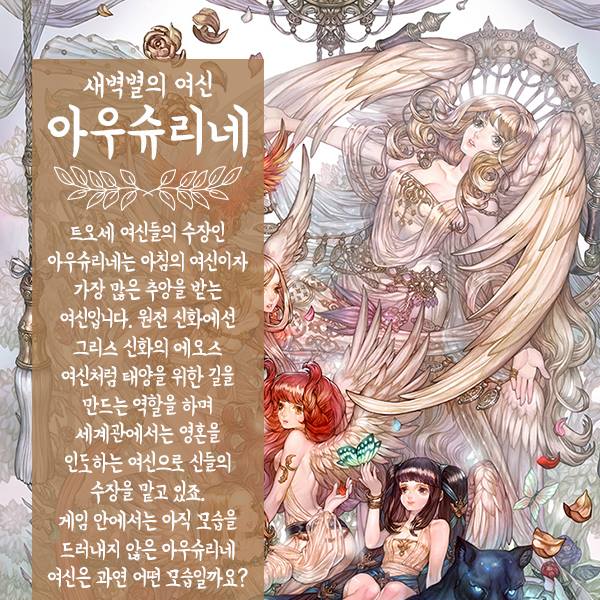 새벽별의 여신
아우슈리네
트오세 여신들의 수장인
아우슈리네는 아침의 여신이자
가장 많은 추앙을 받는
여신입니다. 원전 신화에선
그리스 신화의 에오스
여신처럼 태양을 위한 길을
만드는 역할을 하며
세계관에서는 영혼을
인도하는 여신으로 신들의
수장을 맡고 있죠.
게임 안에서는 아직 모습을
드러내지 않은 아우슈리네
여신은 과연 어떤 모습일까요?